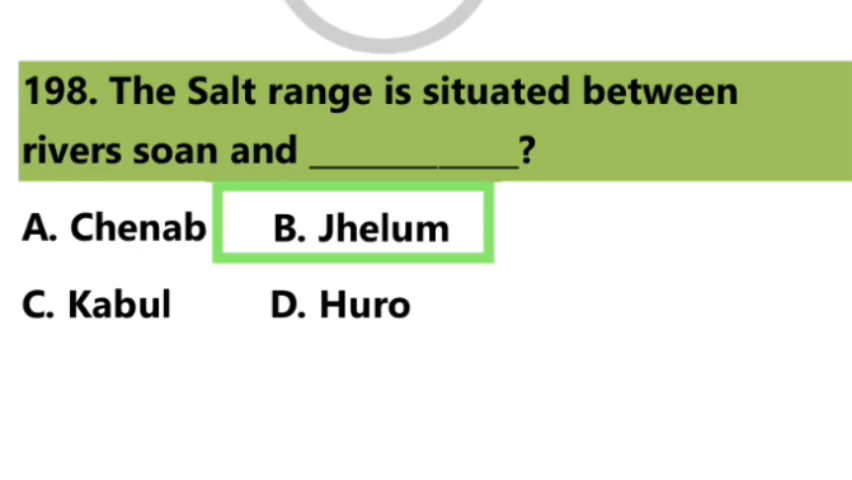 198. The Salt range is situated between
rivers soan and ____________?
A. Chenab B. Jhelum
C. Kabul D. Huro